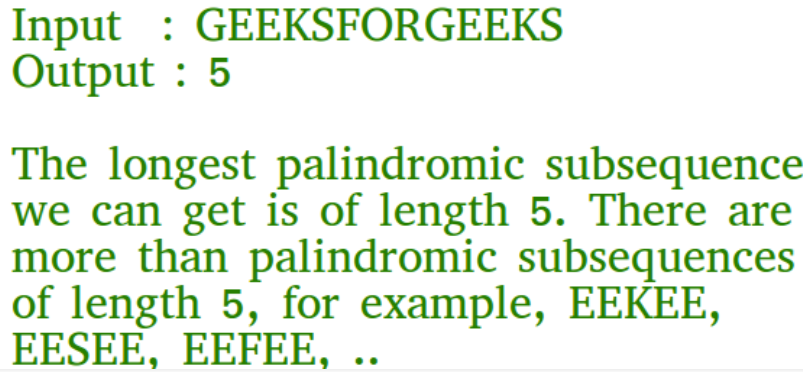 Input : GEEKSFORGEEKS
Output : 5
The longest palindromic subsequence
we can get is of length 5. There are
more than palindromic subsequences
of length 5, for example, EEKEE,
EESEE, EEFEE, ..